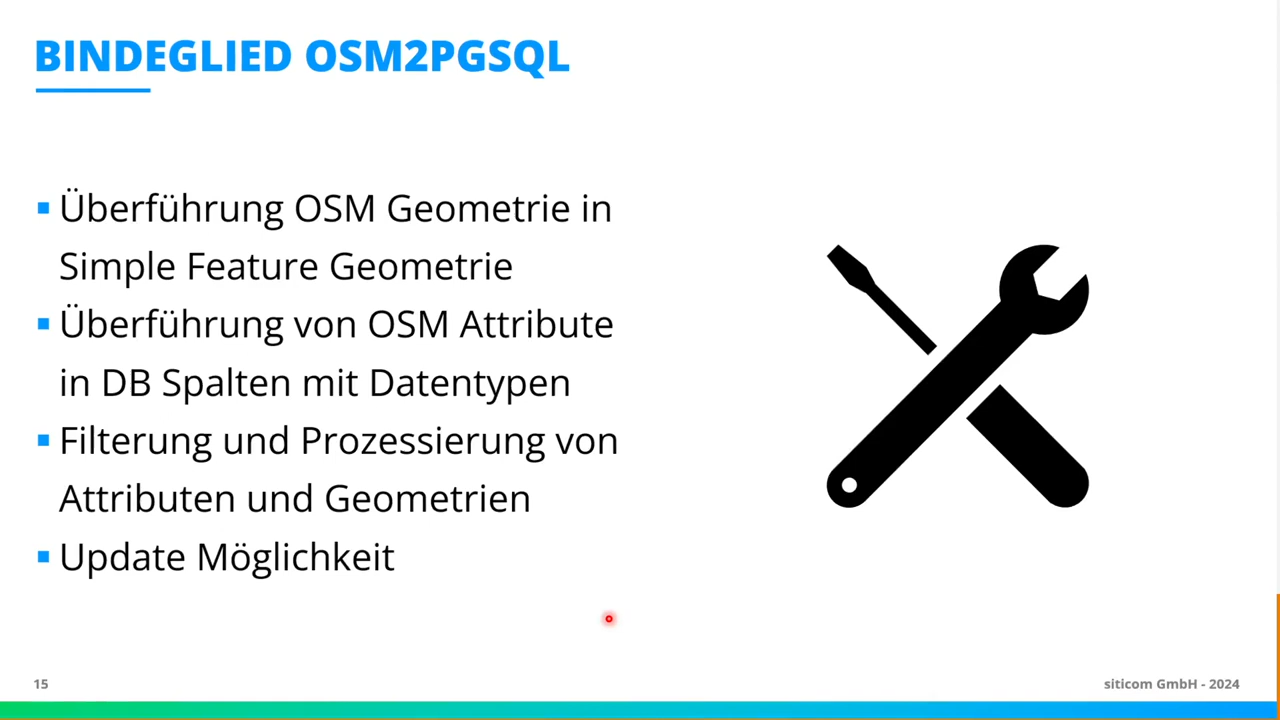 BINDEGLIED OSM2PGSQL
Überführung OSM Geometrie in
Simple Feature Geometrie
Überführung von OSM Attribute
in DB Spalten mit Datentypen
Filterung und Prozessierung von
Attributen und Geometrien
Update Möglichkeit
15
siticom GmbH - 2024